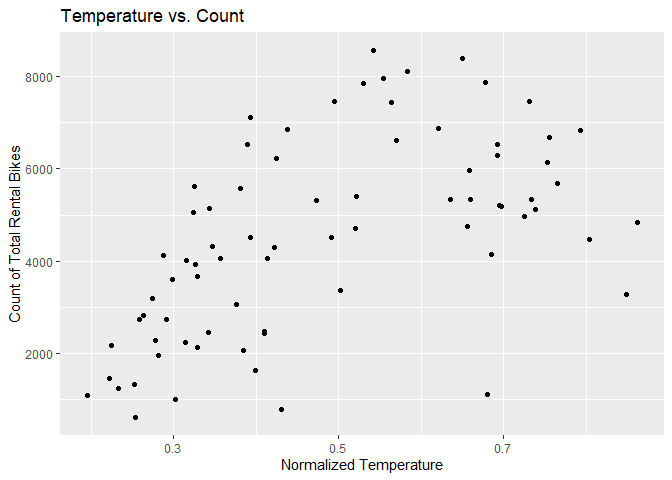 Temperature vs. Count
Count of Total Rental Bikes
8000
6000
4000
2000
0.3
0.5
0.7
Normalized Temperature